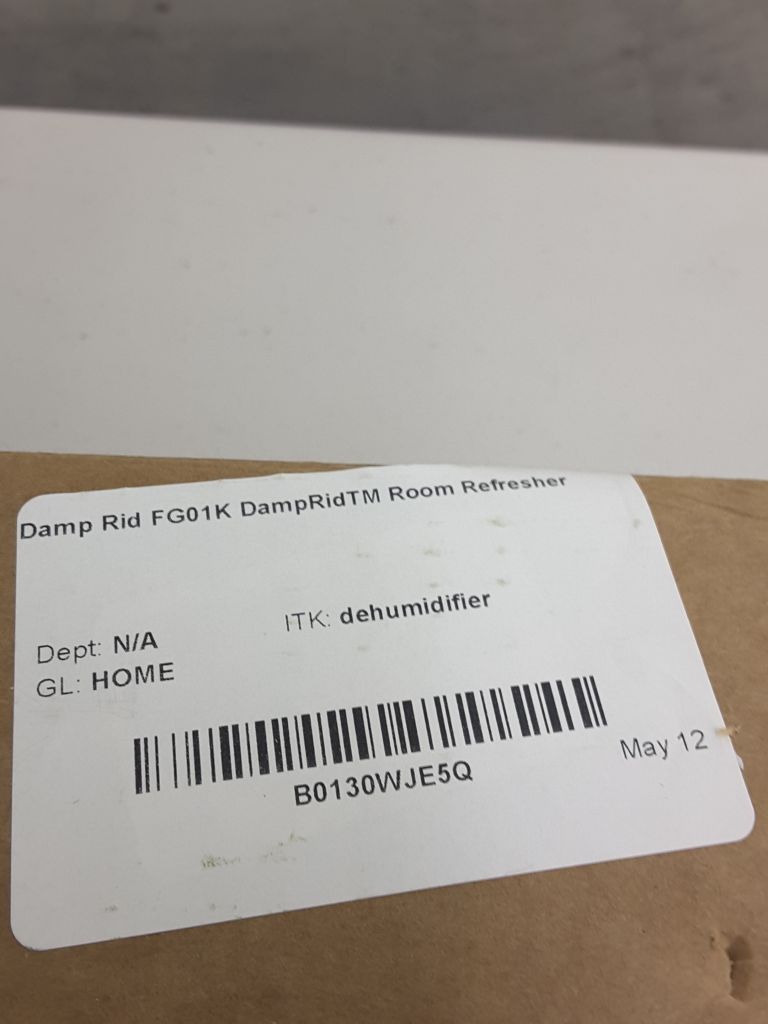 Damp Rid FG01K DampRidTM Room Refresher
ITK: dehumidifier
Dept: N/A
GL: HOME
May 12
B0130WJE5Q